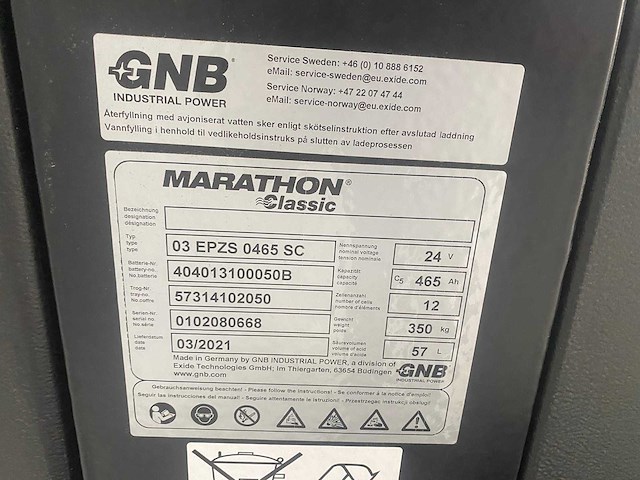 GNB®
INDUSTRIAL POWER
Service Sweden: +46 (0) 10 888 6152
eMail: service-sweden@eu.exide.com
Service Norway: +47 22 07 47 44
eMail: service-norway@eu.exide.com
Återfyllning med avjoniserat vatten sker enligt skötselinstruktion efter avslutad laddning
Vannfylling i henhold til vedlikeholdsinstruks på slutten av ladeprosessen
MARATHON®
Classic
Bezeichnung
designation
désignation
Typ
type
type
03 EPZS 0465 SC
Nennspannung
nominal voltage
tension nominale
24 V
Batterie-Nr.
battery-no.
No.batterie
404013100050B
Kapazität
capacity
capacité
C5 465 Ah
Trog-Nr.
tray-no.
No.coffre
57314102050
Zellenanzahl
number of cells
nombre d'éléments
12
Serien-Nr.
serial no.
No.série
0102080668
Gewicht
weight
poids
350 kg
Lieferdatum
date
date
03/2021
Säurevolumen
volume of acid
volume d'acide
57 L
Made in Germany by GNB INDUSTRIAL POWER, a division of
Exide Technologies GmbH; Im Thiergarten, 63654 Büdingen
www.gnb.com
GNB
INDUSTRIAL POWER
Gebrauchsanweisung beachten! - Please follow the instructions! - Se conformer à la notice d'emploi!
Seguir las instrucciones del manual! - Seguire attentamente le istruzioni! - Przestrzegac instrukcji obslugi!